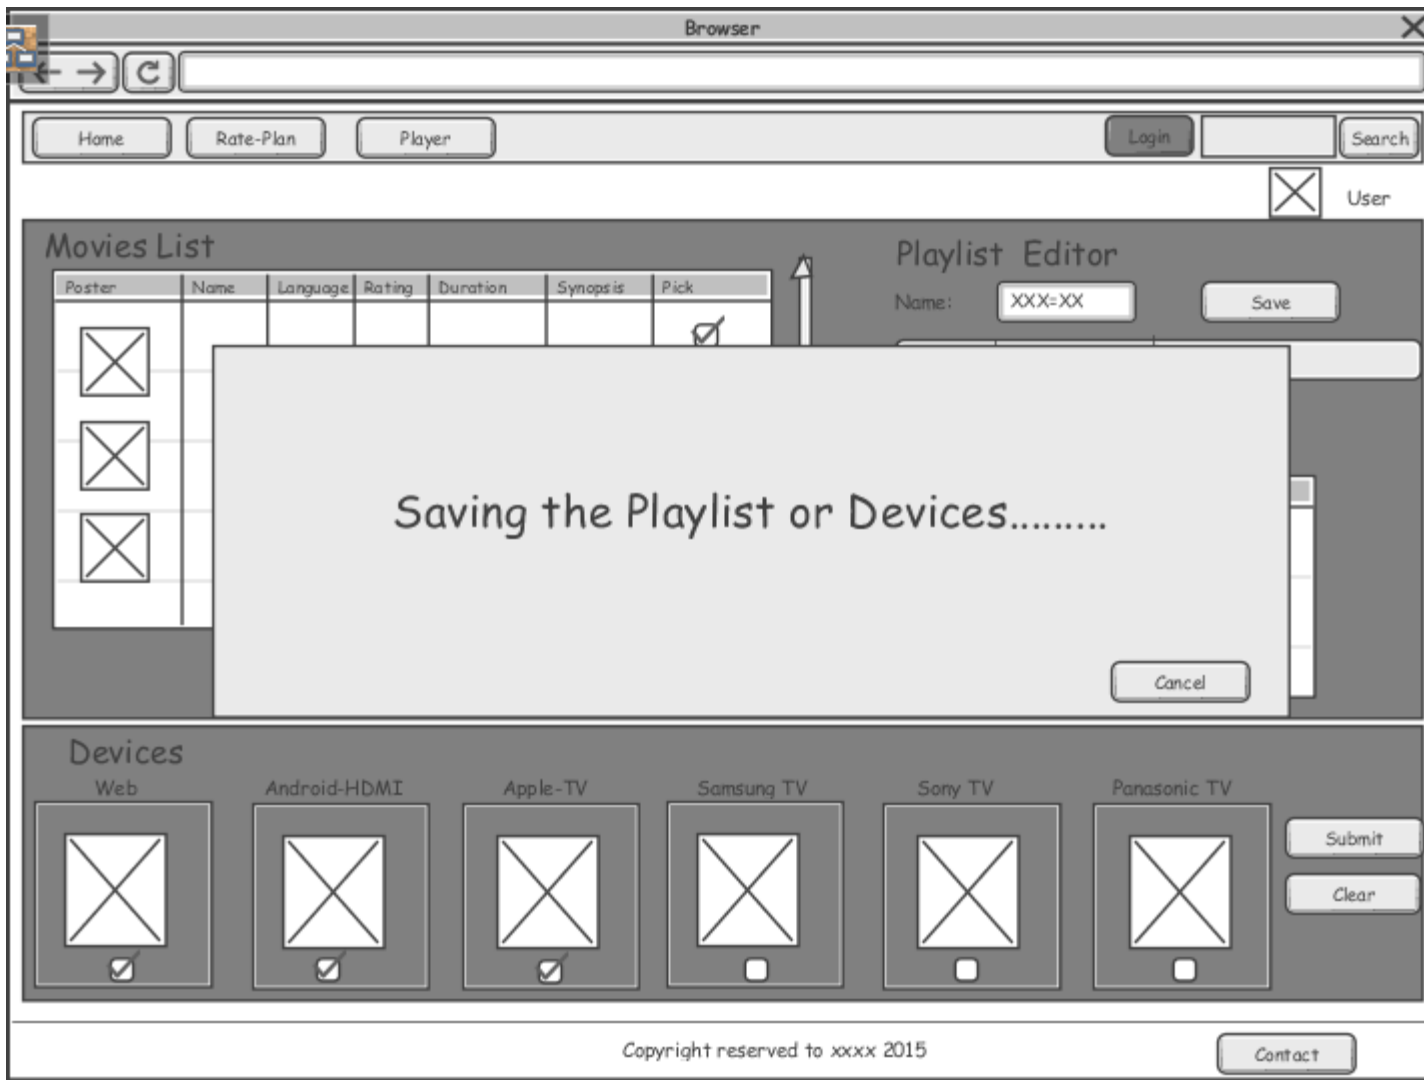 Browser
Home Rate-Plan Player Login Search
User
Movies List
Playlist Editor
Poster Name Language Rating Duration Synopsis Pick
Name: XXX=XX Save
Saving the Playlist or Devices.........
Cancel
Devices
Web Android-HDMI Apple-TV Samsung TV Sony TV Panasonic TV
Submit
Clear
Copyright reserved to xxxx 2015
Contact